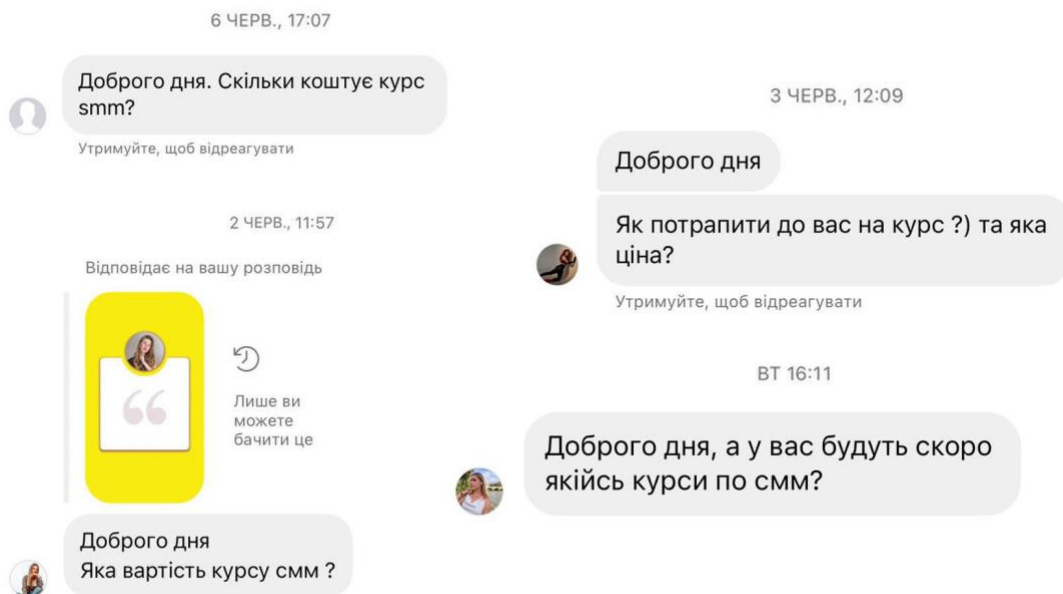 6 ЧЕРВ., 17:07
Доброго дня. Скільки коштує курс
smm?
Утримуйте, щоб відреагувати
2 ЧЕРВ., 11:57
Відповідає на вашу розповідь
Лише ви
можете
бачити це
Доброго дня
Яка вартість курсу смм ?
3 ЧЕРВ., 12:09
Доброго дня
Як потрапити до вас на курс ?) та яка
ціна?
Утримуйте, щоб відреагувати
ВТ 16:11
Доброго дня, а у вас будуть скоро
якійсь курси по смм?